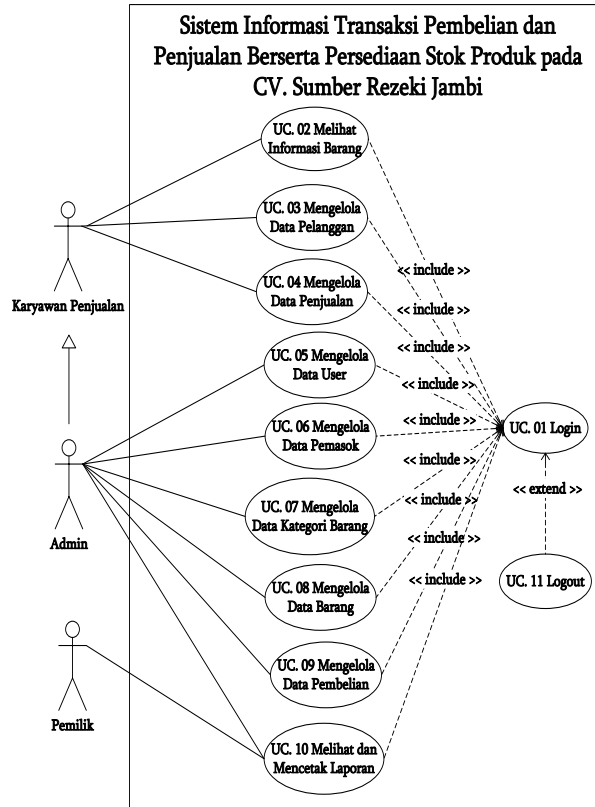 Sistem Informasi Transaksi Pembelian dan
Penjualan Berserta Persediaan Stok Produk pada
CV. Sumber Rezeki Jambi
UC. 02 Melihat
Informasi Barang
UC. 03 Mengelola
Data Pelanggan
<< include >>
Karyawan Penjualan
UC. 04 Mengelola
Data Penjualan
<< include >>
<< include >>
UC. 05 Mengelola
Data User
<< include >>
UC. 06 Mengelola
Data Pemasok
<< include >>
UC. 01 Login
<< include >>
Admin
UC. 07 Mengelola
Data Kategori Barang
<< extend >>
<< include >>
<< include >>
UC. 08 Mengelola
Data Barang
<< include >>
UC. 11 Logout
UC. 09 Mengelola
Data Pembelian
Pemilik
UC. 10 Melihat dan
Mencetak Laporan